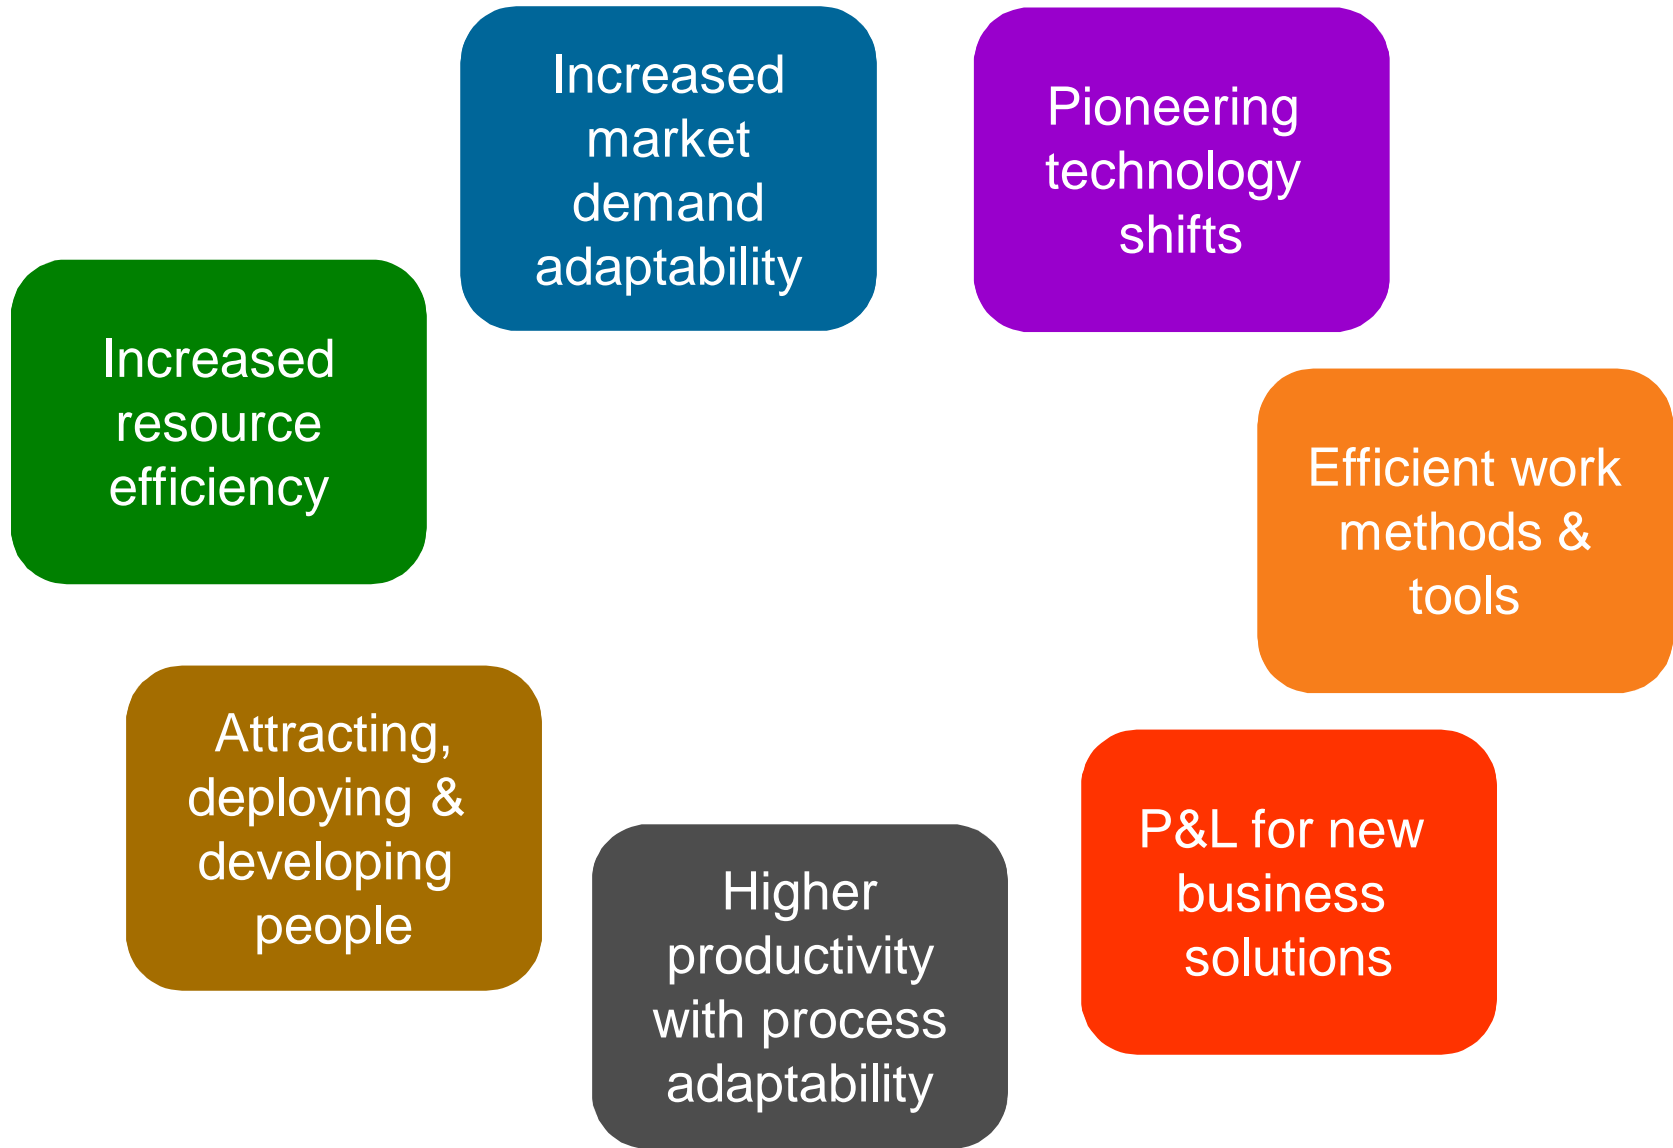 Increased
market
demand
adaptability
Pioneering
technology
shifts
Increased
resource
efficiency
Efficient work
methods &
tools
Attracting,
deploying &
developing
people
P&L for new
business
solutions
Higher
productivity
with process
adaptability